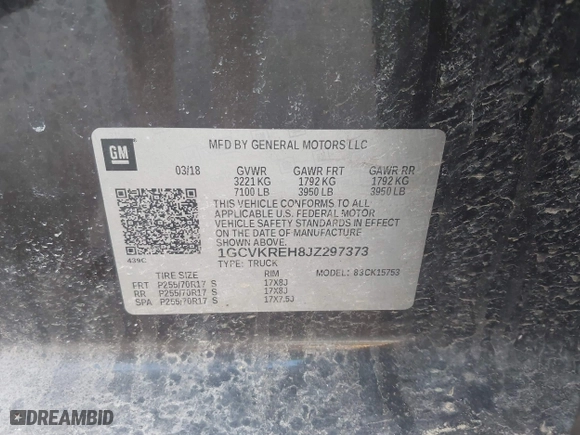 GM
MFD BY GENERAL MOTORS LLC
03/18 GVWR GAWR FRT GAWR RR
3221 KG 1792 KG 1792 KG
7100 LB 3950 LB 3950 LB
THIS VEHICLE CONFORMS TO ALL
APPLICABLE U.S. FEDERAL MOTOR
VEHICLE SAFETY STANDARDS IN EFFECT
ON THE DATE OF MANUFACTURE
SHOWN ABOVE.
1GCVKREH8JZ297373
TYPE: TRUCK
439C
TIRE SIZE RIM MODEL: 83CK15753
FRT P255/70R17 S 17X8J
RR P255/70R17 S 17X8J
SPA P255/70R17 S 17X7.5J
DREAMBID